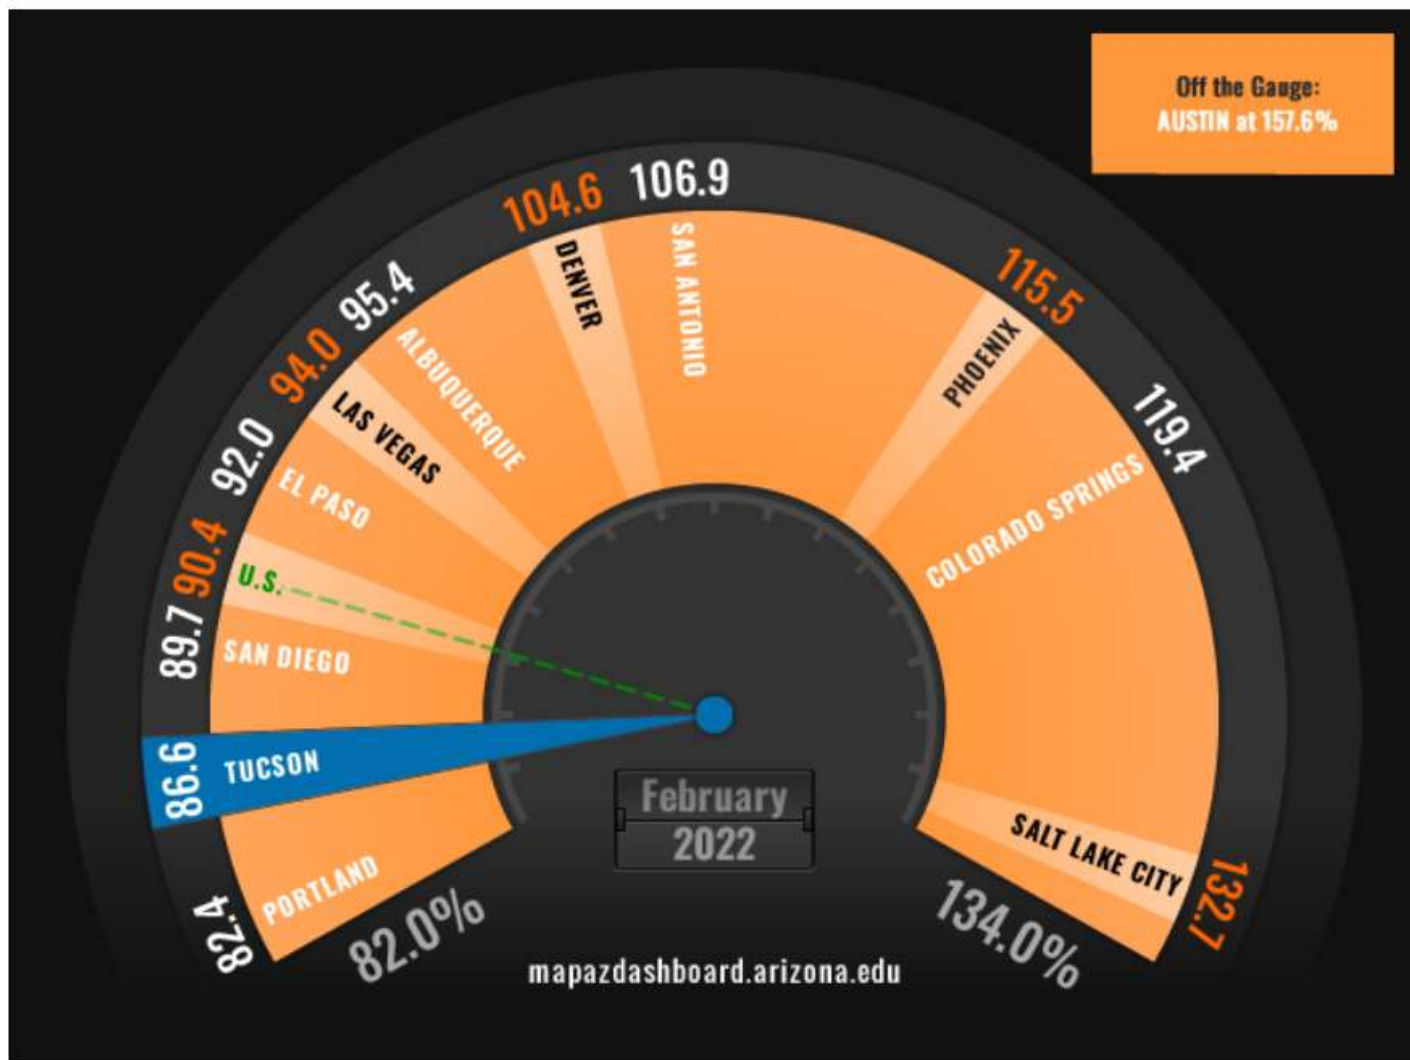 Off the Gauge:
AUSTIN at 157.6%
82.4
PORTLAND
86.6
TUCSON
89.7
SAN DIEGO
90.4
U.S.
92.0
EL PASO
94.0
LAS VEGAS
95.4
ALBUQUERQUE
104.6
DENVER
106.9
SAN ANTONIO
115.5
PHOENIX
119.4
COLORADO SPRINGS
132.7
SALT LAKE CITY
82.0%
134.0%
February
2022
mapazdashboard.arizona.edu